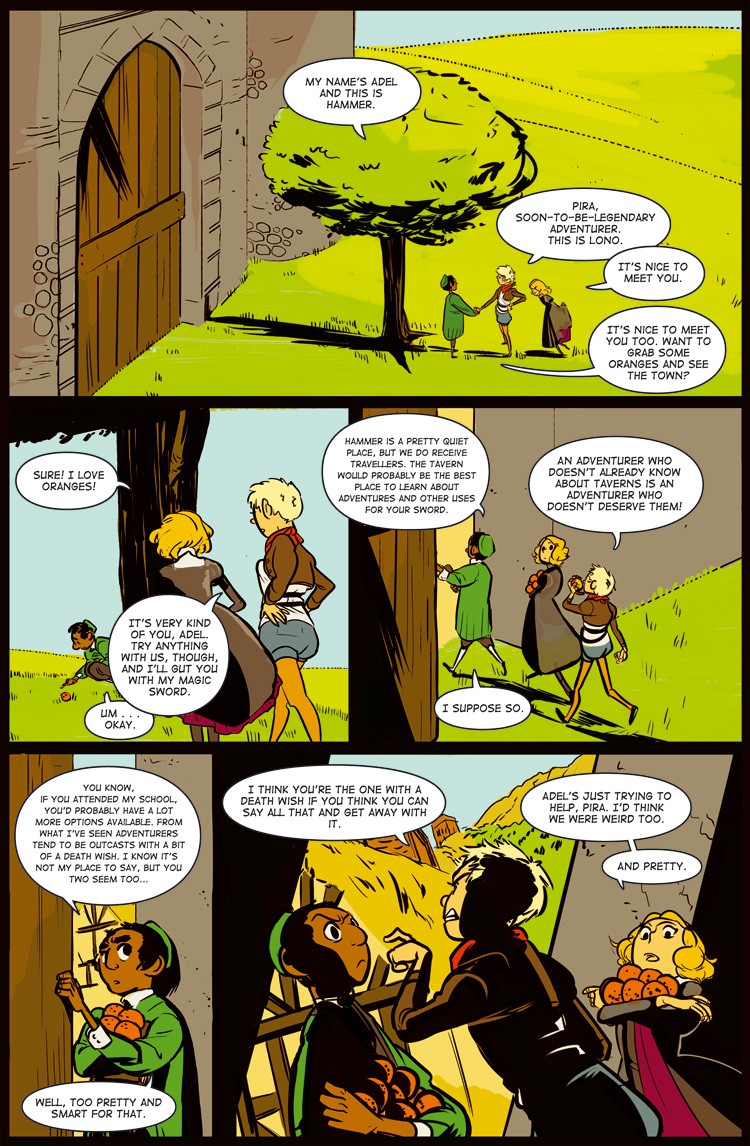 MY NAME'S ADEL
AND THIS IS
HAMMER.
PIRA,
SOON-TO-BE-LEGENDARY
ADVENTURER.
THIS IS LONO.
IT'S NICE TO
MEET YOU.
IT'S NICE TO MEET
YOU TOO. WANT TO
GRAB SOME
ORANGES AND SEE
THE TOWN?
SURE! I LOVE
ORANGES!
IT'S VERY KIND
OF YOU, ADEL.
TRY ANYTHING
WITH US, THOUGH,
AND I'LL GUT YOU
WITH MY MAGIC
SWORD.
UM . . .
OKAY.
HAMMER IS A PRETTY QUIET
PLACE, BUT WE DO RECEIVE
TRAVELLERS. THE TAVERN
WOULD PROBABLY BE THE BEST
PLACE TO LEARN ABOUT
ADVENTURES AND OTHER USES
FOR YOUR SWORD.
AN ADVENTURER WHO
DOESN'T ALREADY KNOW
ABOUT TAVERNS IS AN
ADVENTURER WHO
DOESN'T DESERVE THEM!
I SUPPOSE SO.
YOU KNOW,
IF YOU ATTENDED MY SCHOOL,
YOU'D PROBABLY HAVE A LOT
MORE OPTIONS AVAILABLE. FROM
WHAT I'VE SEEN ADVENTURERS
TEND TO BE OUTCASTS WITH A BIT
OF A DEATH WISH. I KNOW IT'S
NOT MY PLACE TO SAY, BUT YOU
TWO SEEM TOO...
WELL, TOO PRETTY AND
SMART FOR THAT.
I THINK YOU'RE THE ONE WITH A
DEATH WISH IF YOU THINK YOU CAN
SAY ALL THAT AND GET AWAY WITH
IT.
ADEL'S JUST TRYING TO
HELP, PIRA. I'D THINK
WE WERE WEIRD TOO.
AND PRETTY.